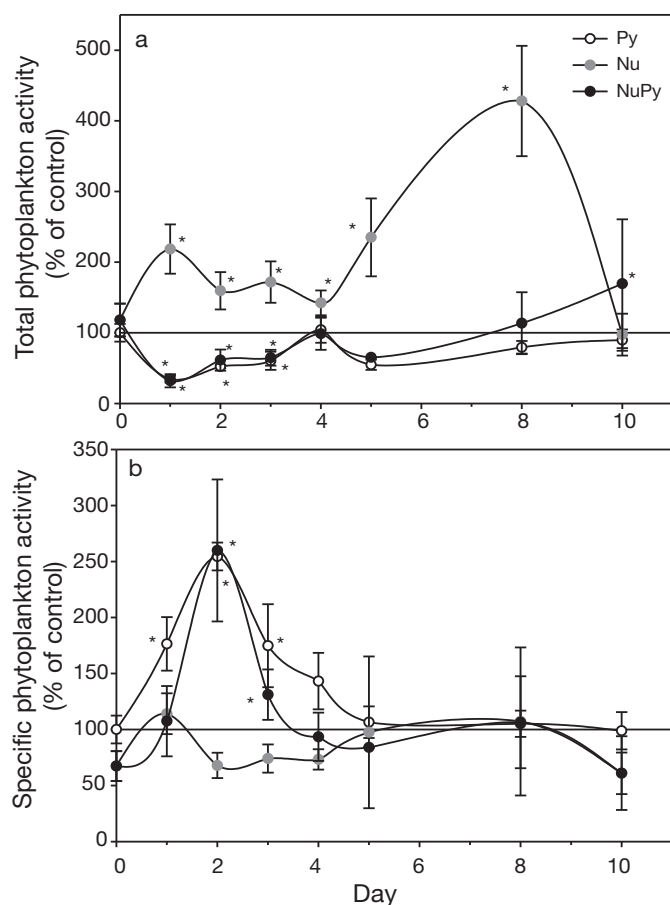 a
Py
Nu
NuPy
Total phytoplankton activity
(% of control)
500
400
300
200
100
0
* * * * * * *
* * * * * * *
0 2 4 6 8 10
b
Specific phytoplankton activity
(% of control)
350
300
250
200
150
100
50
0
* * * * *
0 2 4 6 8 10
Day